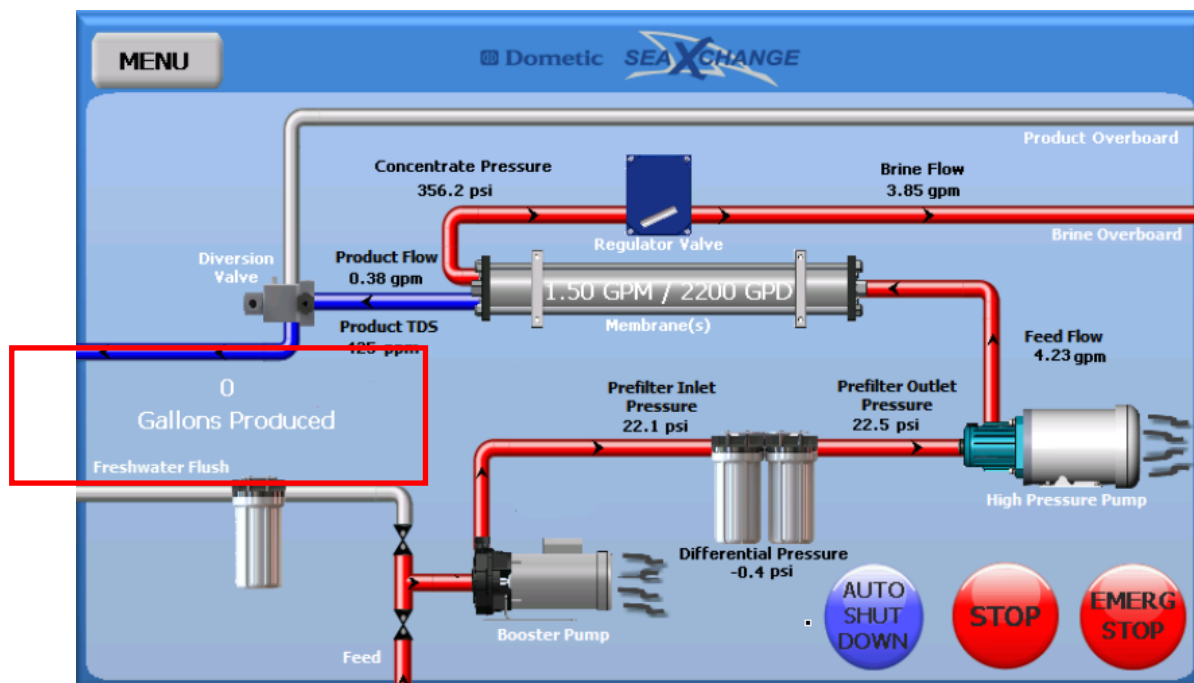 MENU
Dometic SEAXCHANGE
Product Overboard
Concentrate Pressure
356.2 psi
Brine Flow
3.85 gpm
Regulator Valve
Brine Overboard
Diversion
Valve
Product Flow
0.38 gpm
1.50 GPM / 2200 GPD
Membrane(s)
Product TDS
425 ppm
Feed Flow
4.23 gpm
0
Gallons Produced
Prefilter Inlet
Pressure
22.1 psi
Prefilter Outlet
Pressure
22.5 psi
Freshwater Flush
High Pressure Pump
Differential Pressure
-0.4 psi
Booster Pump
Feed
AUTO
SHUT
DOWN
STOP
EMERG
STOP